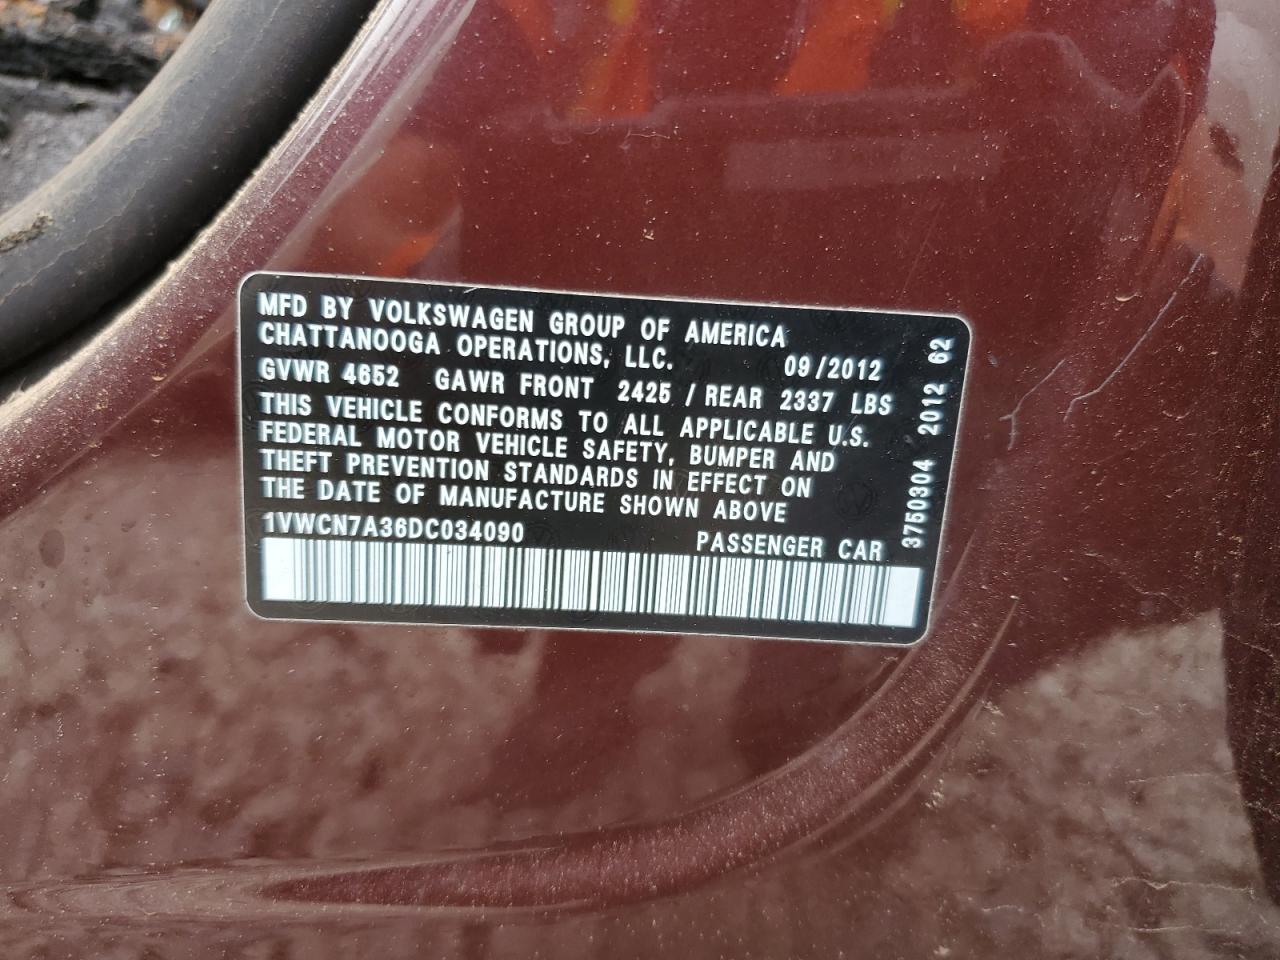 MFD BY VOLKSWAGEN GROUP OF AMERICA
CHATTANOOGA OPERATIONS, LLC. 09/2012
GVWR 4652 GAWR FRONT 2425 / REAR 2337 LBS
THIS VEHICLE CONFORMS TO ALL APPLICABLE U.S.
FEDERAL MOTOR VEHICLE SAFETY, BUMPER AND
THEFT PREVENTION STANDARDS IN EFFECT ON
THE DATE OF MANUFACTURE SHOWN ABOVE
1VWCN7A36DC034090 PASSENGER CAR
3750304 2012 62